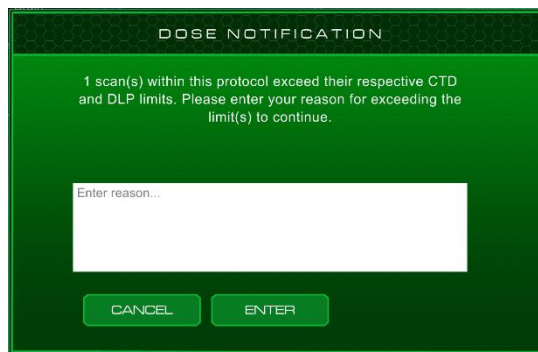 DOSE NOTIFICATION
1 scan(s) within this protocol exceed their respective CTD
and DLP limits. Please enter your reason for exceeding the
limit(s) to continue.
Enter reason...
CANCEL ENTER